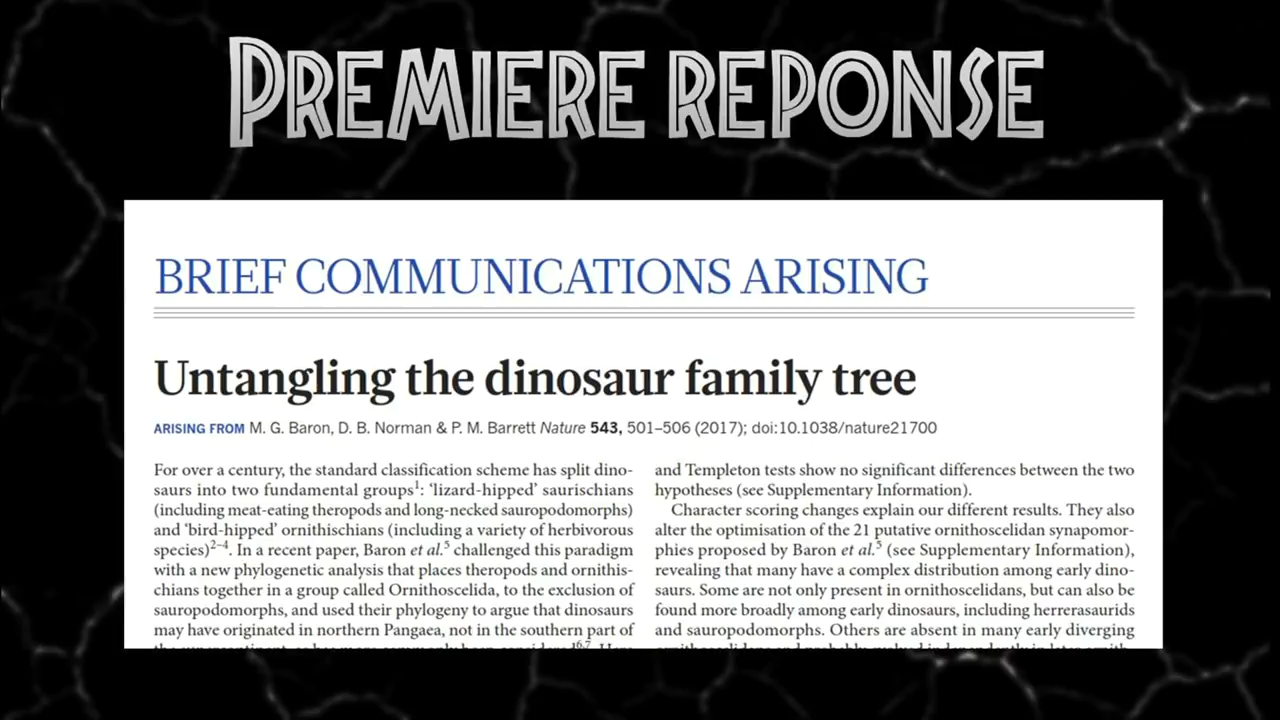 PREMIERE REPONSE
BRIEF COMMUNICATIONS ARISING
Untangling the dinosaur family tree
ARISING FROM M. G. Baron, D. B. Norman & P. M. Barrett Nature 543, 501–506 (2017); doi:10.1038/nature21700
For over a century, the standard classification scheme has split dino-
saurs into two fundamental groups1: ‘lizard-hipped’ saurischians
(including meat-eating theropods and long-necked sauropodomorphs)
and ‘bird-hipped’ ornithischians (including a variety of herbivorous
species)2–4. In a recent paper, Baron et al.5 challenged this paradigm
with a new phylogenetic analysis that places theropods and ornithis-
chians together in a group called Ornithoscelida, to the exclusion of
sauropodomorphs, and used their phylogeny to argue that dinosaurs
may have originated in northern Pangaea, not in the southern part of
and Templeton tests show no significant differences between the two
hypotheses (see Supplementary Information).
Character scoring changes explain our different results. They also
alter the optimisation of the 21 putative ornithoscelidan synapomor-
phies proposed by Baron et al.5 (see Supplementary Information),
revealing that many have a complex distribution among early dino-
saurs. Some are not only present in ornithoscelidans, but can also be
found more broadly among early dinosaurs, including herrerasaurids
and sauropodomorphs. Others are absent in many early diverging